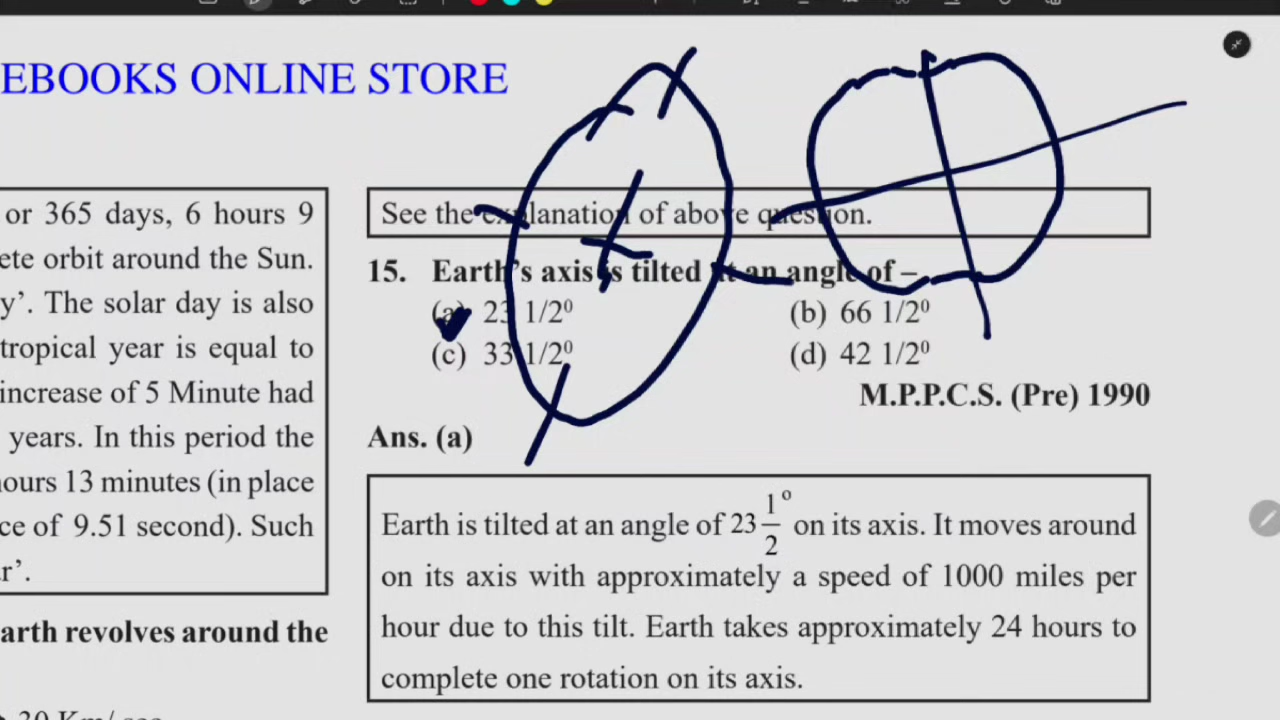 EBOOKS ONLINE STORE
or 365 days, 6 hours 9
ete orbit around the Sun.
y’. The solar day is also
tropical year is equal to
increase of 5 Minute had
years. In this period the
ours 13 minutes (in place
ce of 9.51 second). Such
r’.
arth revolves around the
30 Km/sec
See the explanation of above question.
15. Earth’s axis is tilted at an angle of –
(a) 23 1/2⁰ (b) 66 1/2⁰
(c) 33 1/2⁰ (d) 42 1/2⁰
M.P.P.C.S. (Pre) 1990
Ans. (a)
Earth is tilted at an angle of 23 1/2° on its axis. It moves around
on its axis with approximately a speed of 1000 miles per
hour due to this tilt. Earth takes approximately 24 hours to
complete one rotation on its axis.